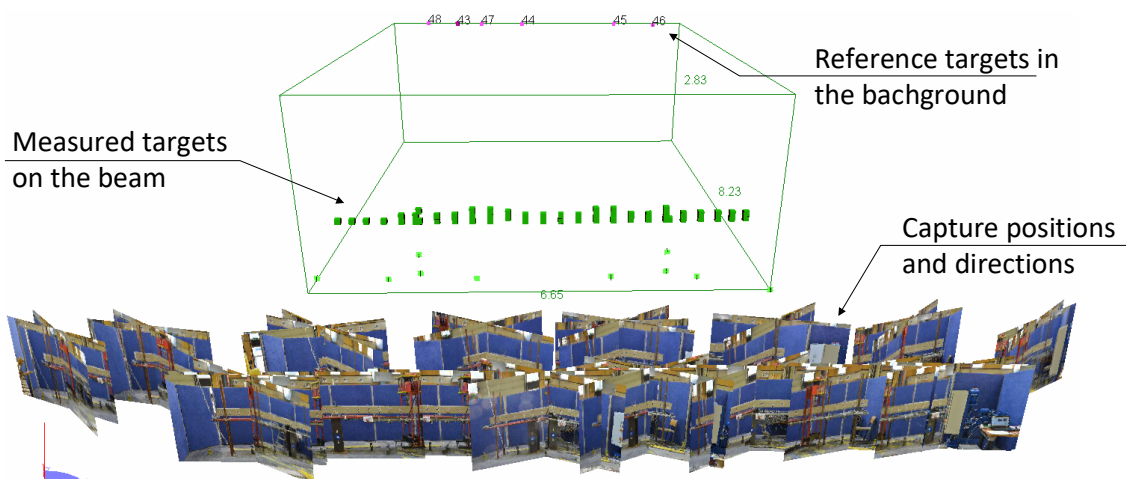 48 43 47 44 45 46
Reference targets in
the bachground
2.83
Measured targets
on the beam
8.23
Capture positions
and directions
6.65